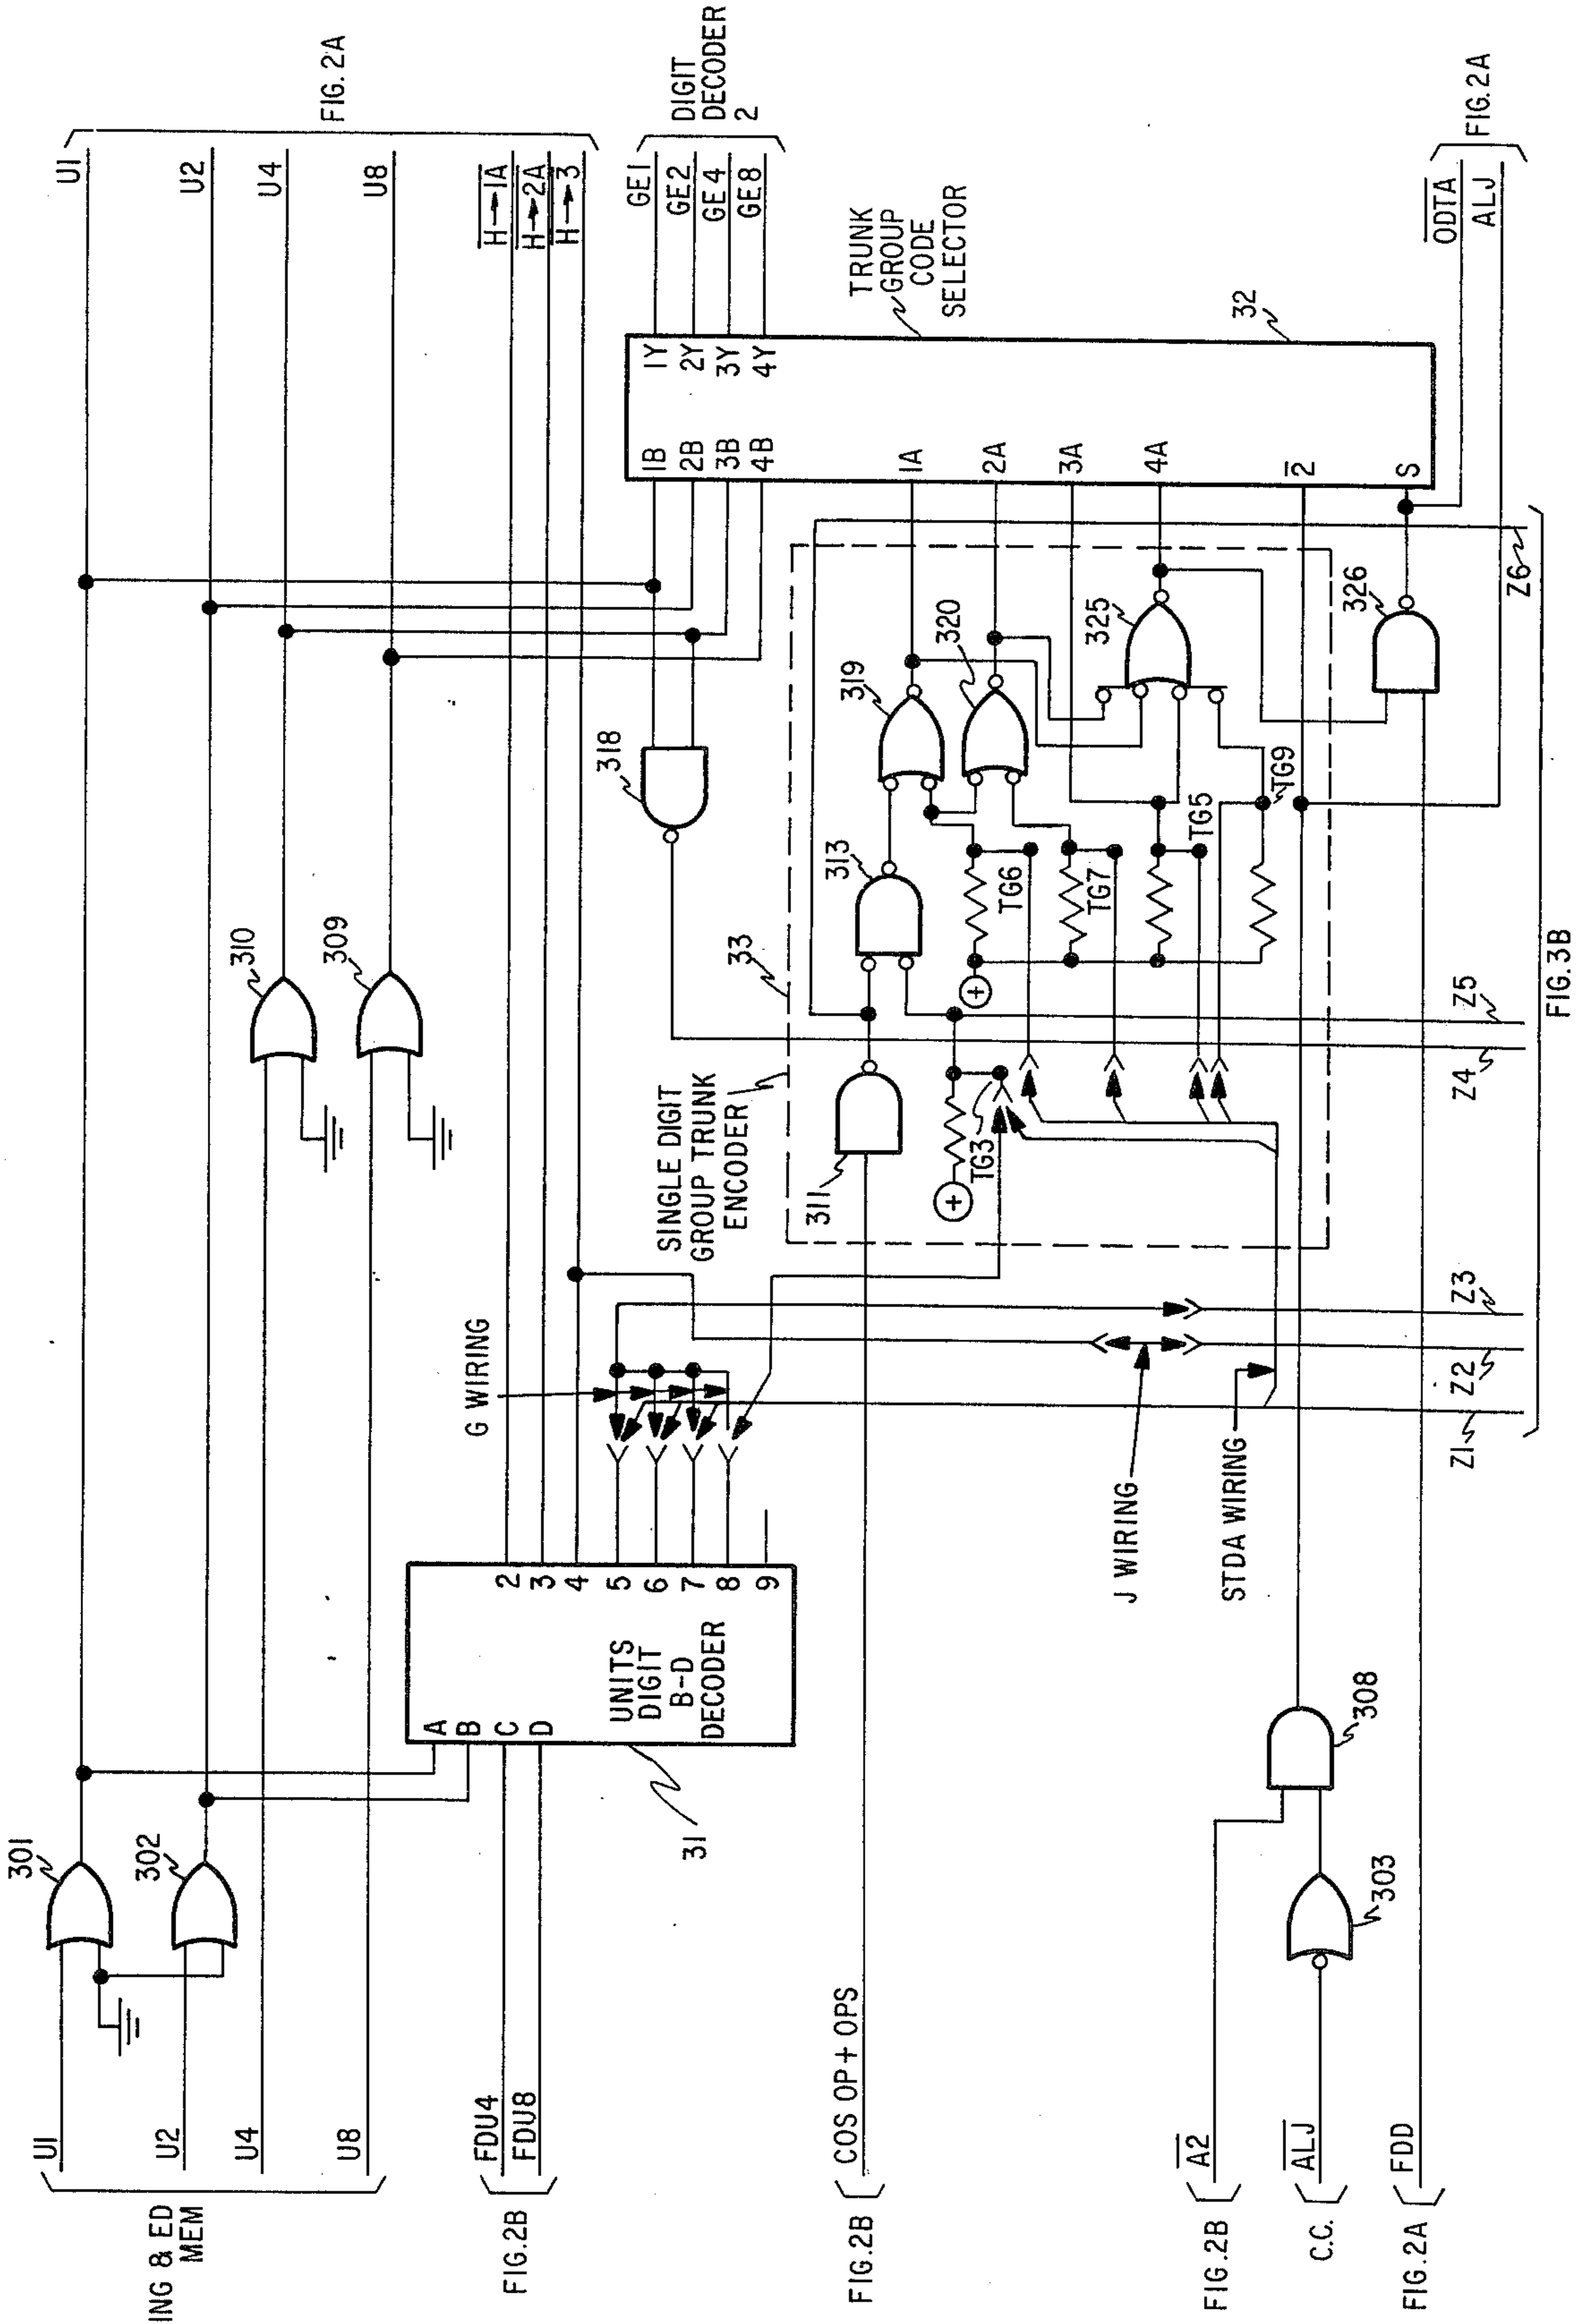 U1
U2
U4
U8
ING & ED
MEM
301
302
310
309
U1
U2
U4
U8
FIG. 2A
H→1A
H→2A
H→3
FDU4
FDU8
FIG.2B
A
B
C
D
UNITS
DIGIT
B-D
DECODER
2
3
4
5
6
7
8
9
31
G WIRING
318
1B
2B
3B
4B
1A
2A
3A
4A
2
S
1Y
2Y
3Y
4Y
GE1
GE2
GE4
GE8
DIGIT
DECODER
2
TRUNK
GROUP
CODE
SELECTOR
32
SINGLE DIGIT
GROUP TRUNK
ENCODER
33
COS OP + OPS
FIG.2B
311
313
319
320
325
326
+
+
TG3
TG6
TG7
TG5
TG9
J WIRING
STDA WIRING
A2
FIG.2B
ALJ
C.C.
FDD
FIG.2A
303
308
Z1
Z2
Z3
Z4
Z5
Z6
FIG.3B
ODTA
ALJ
FIG.2A